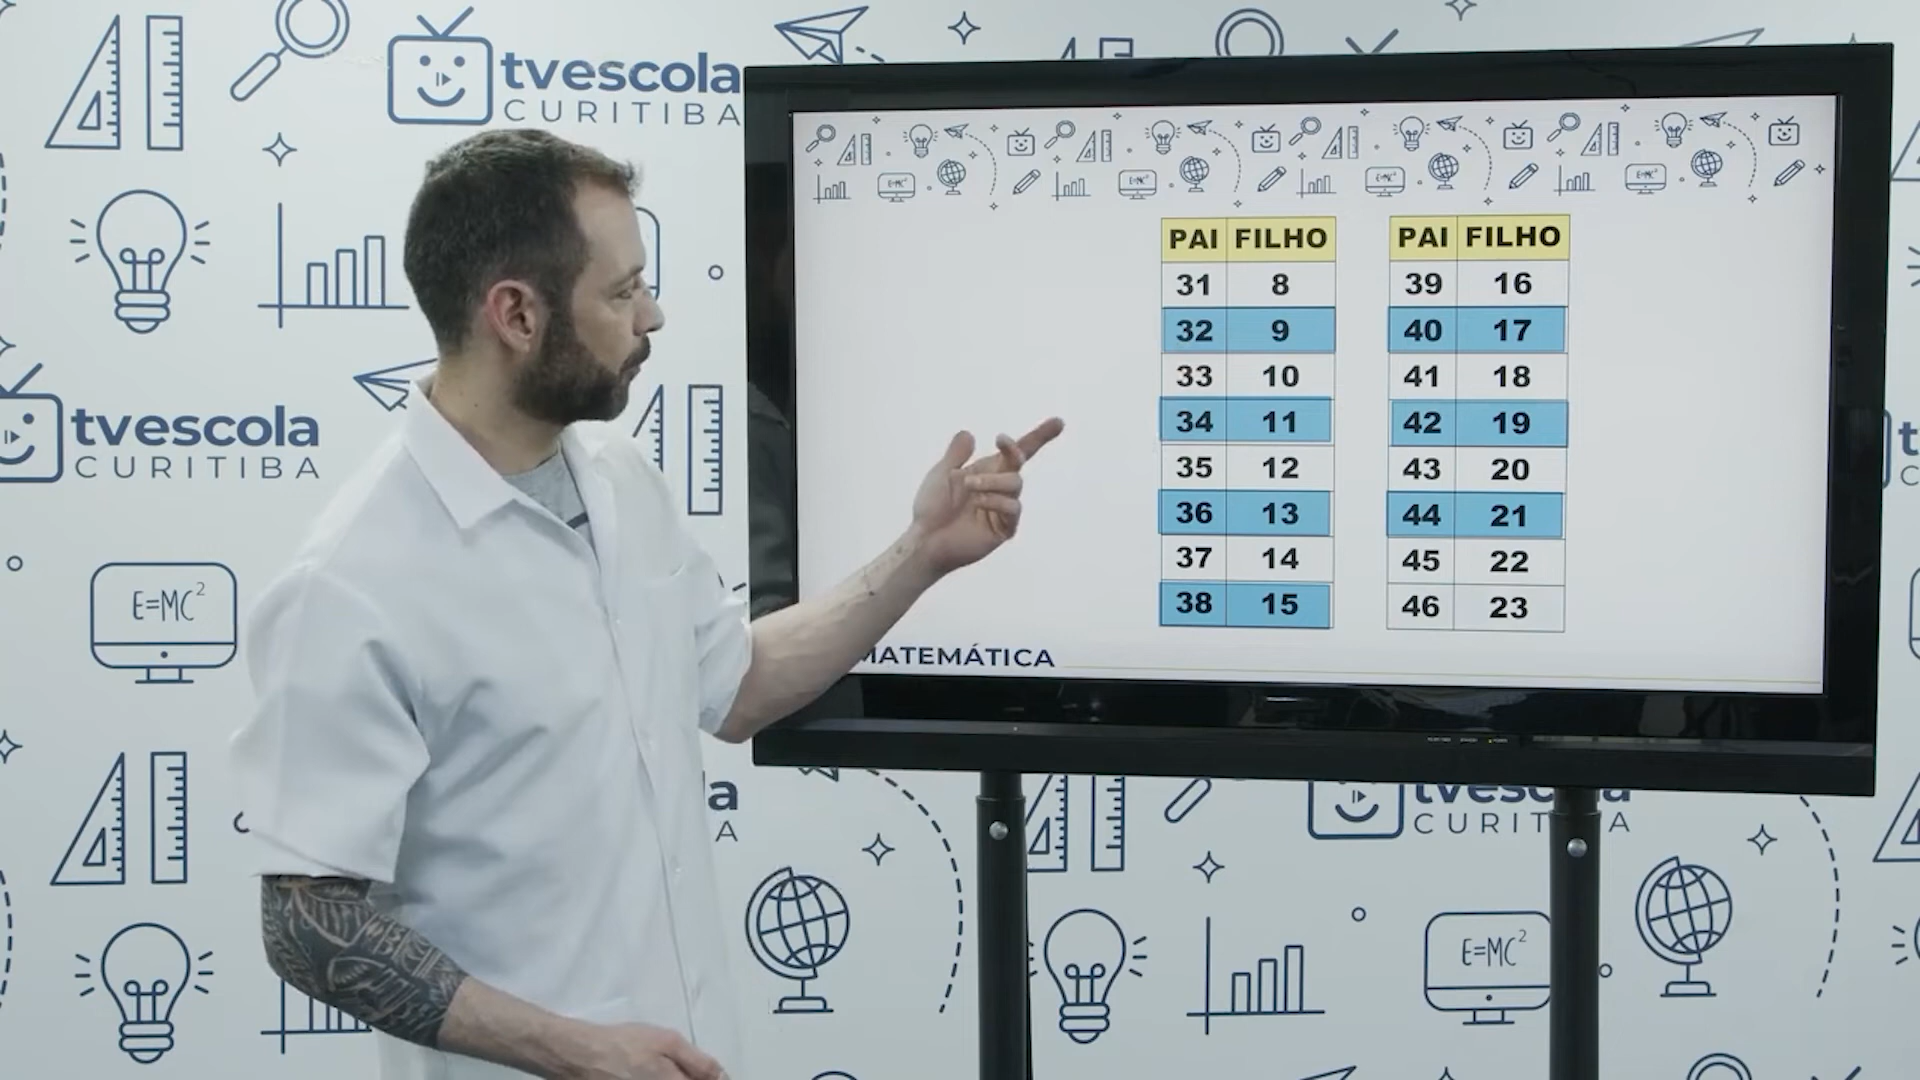 tvescola
CURITIBA
tvescola
CURITIBA
E=MC²
PAI FILHO
31 8
32 9
33 10
34 11
35 12
36 13
37 14
38 15
PAI FILHO
39 16
40 17
41 18
42 19
43 20
44 21
45 22
46 23
MATEMÁTICA
tvescola
CURITIBA
E=MC²